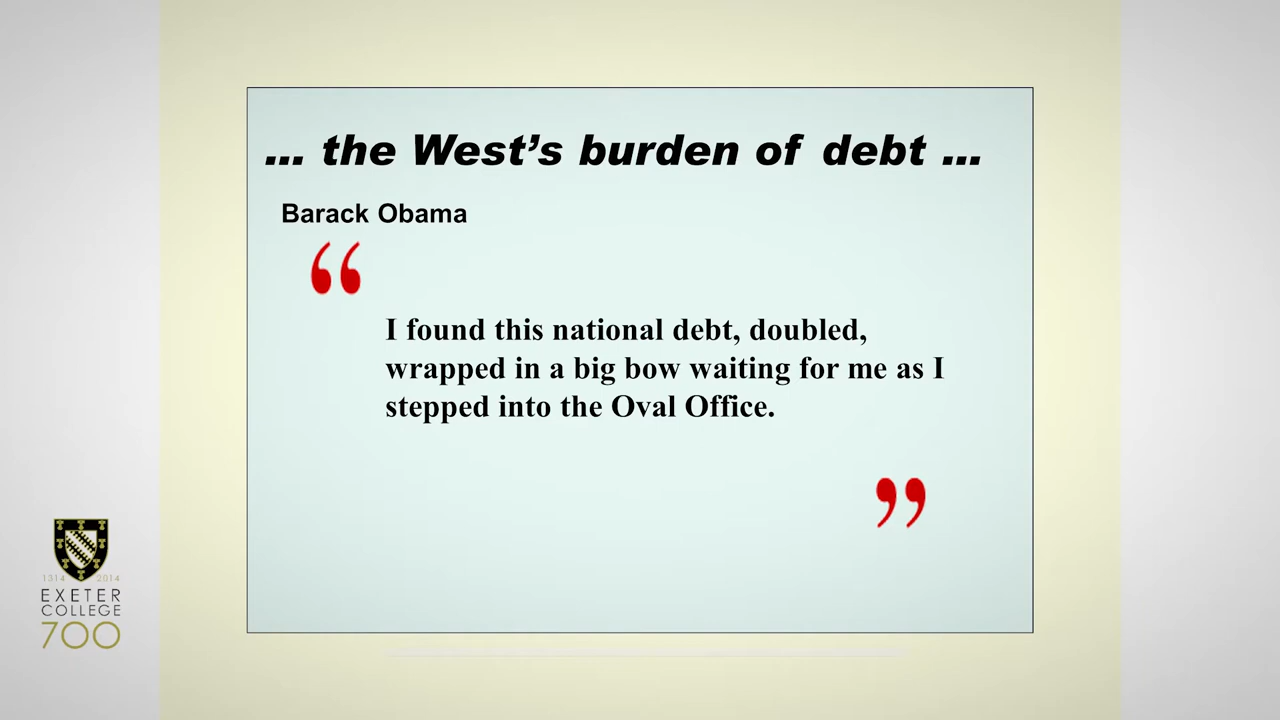 ... the West’s burden of debt ...
Barack Obama
“
I found this national debt, doubled,
wrapped in a big bow waiting for me as I
stepped into the Oval Office.
”
1314 2014
EXETER
COLLEGE
700